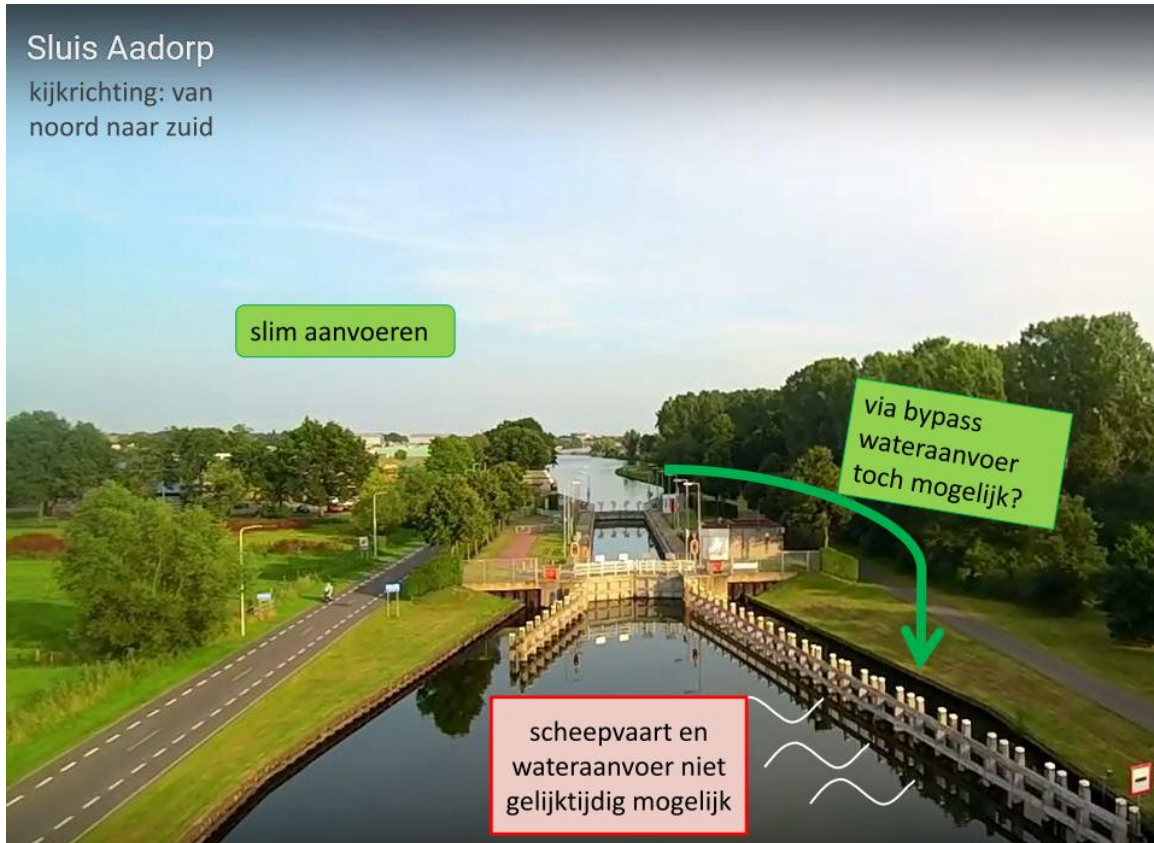 Sluis Aadorp
kijkrichting: van
noord naar zuid
slim aanvoeren
via bypass
wateraanvoer
toch mogelijk?
scheepvaart en
wateraanvoer niet
gelijktijdig mogelijk